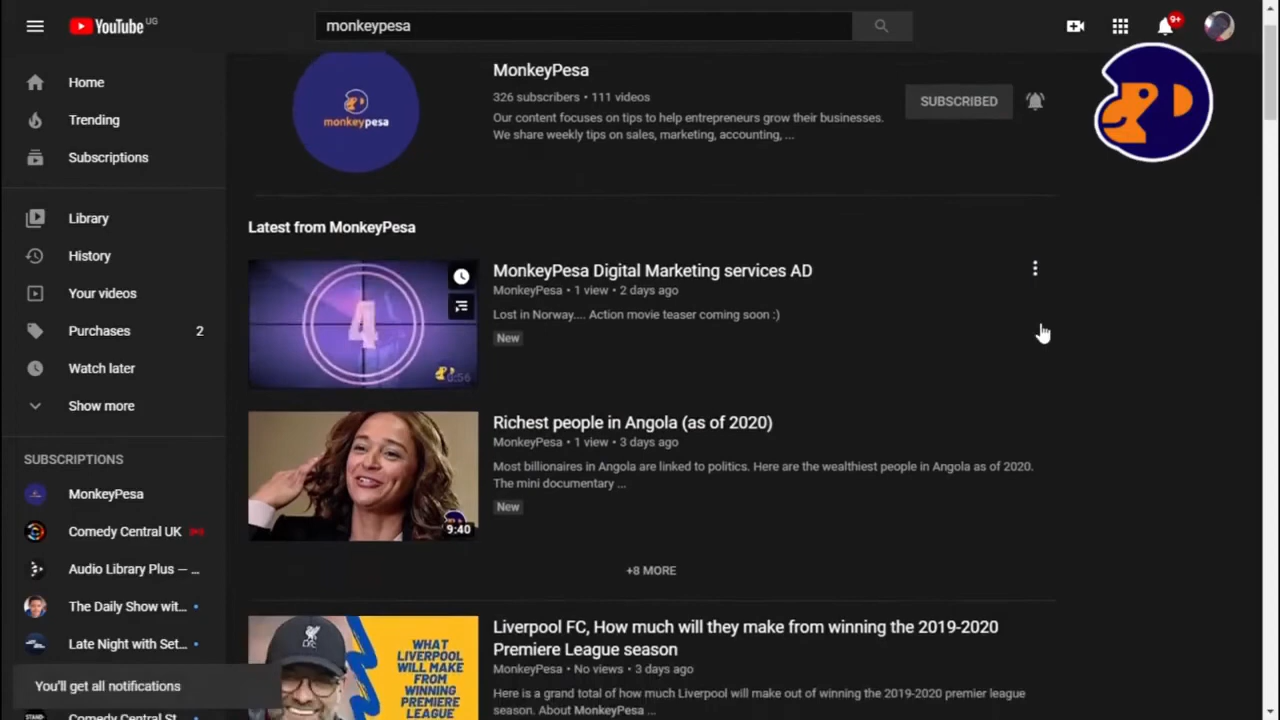 YouTube UG
monkeypesa
9+
Home
Trending
Subscriptions
Library
History
Your videos
Purchases 2
Watch later
Show more
SUBSCRIPTIONS
MonkeyPesa
Comedy Central UK
Audio Library Plus — ...
The Daily Show wit...
Late Night with Set...
You'll get all notifications
Comedy Central St
monkeypesa
MonkeyPesa
326 subscribers • 111 videos
Our content focuses on tips to help entrepreneurs grow their businesses.
We share weekly tips on sales, marketing, accounting, ...
SUBSCRIBED
Latest from MonkeyPesa
4
0:56
MonkeyPesa Digital Marketing services AD
MonkeyPesa • 1 view • 2 days ago
Lost in Norway.... Action movie teaser coming soon :)
New
9:40
Richest people in Angola (as of 2020)
MonkeyPesa • 1 view • 3 days ago
Most billionaires in Angola are linked to politics. Here are the wealthiest people in Angola as of 2020.
The mini documentary ...
New
+8 MORE
WHAT
LIVERPOOL
WILL MAKE
FROM
WINNING
PREMIERE
LEAGUE
Liverpool FC, How much will they make from winning the 2019-2020
Premiere League season
MonkeyPesa • No views • 3 days ago
Here is a grand total of how much Liverpool will make out of winning the 2019-2020 premier league
season. About MonkeyPesa ...